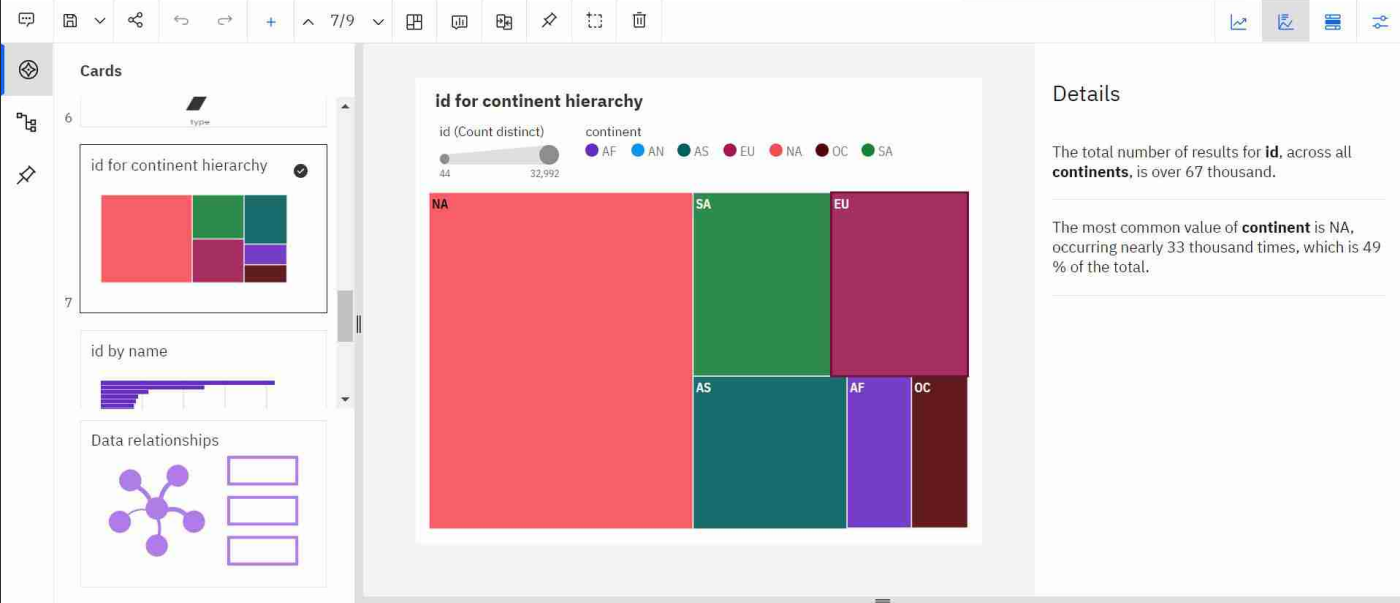 7/9
Cards
6
type
id for continent hierarchy
7
id by name
Data relationships
id for continent hierarchy
id (Count distinct)
44
32,992
continent
AF AN AS EU NA OC SA
NA
SA
EU
AS
AF
OC
Details
The total number of results for id, across all
continents, is over 67 thousand.
The most common value of continent is NA,
occurring nearly 33 thousand times, which is 49
% of the total.